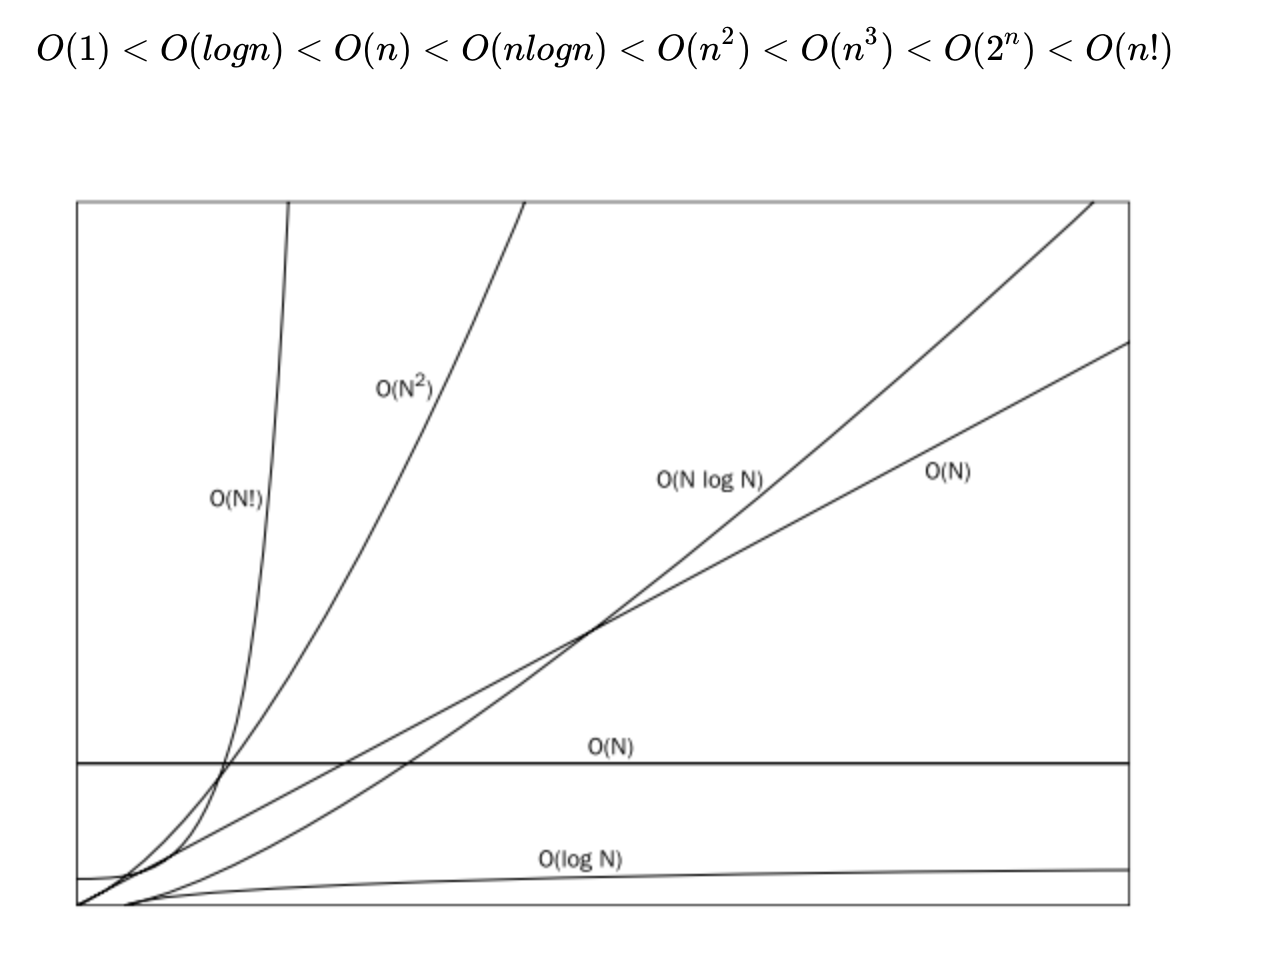 O(1) < O(logn) < O(n) < O(nlogn) < O(n²) < O(n³) < O(2ⁿ) < O(n!)
O(N²)
O(N log N)
O(N)
O(N!)
O(N)
O(log N)